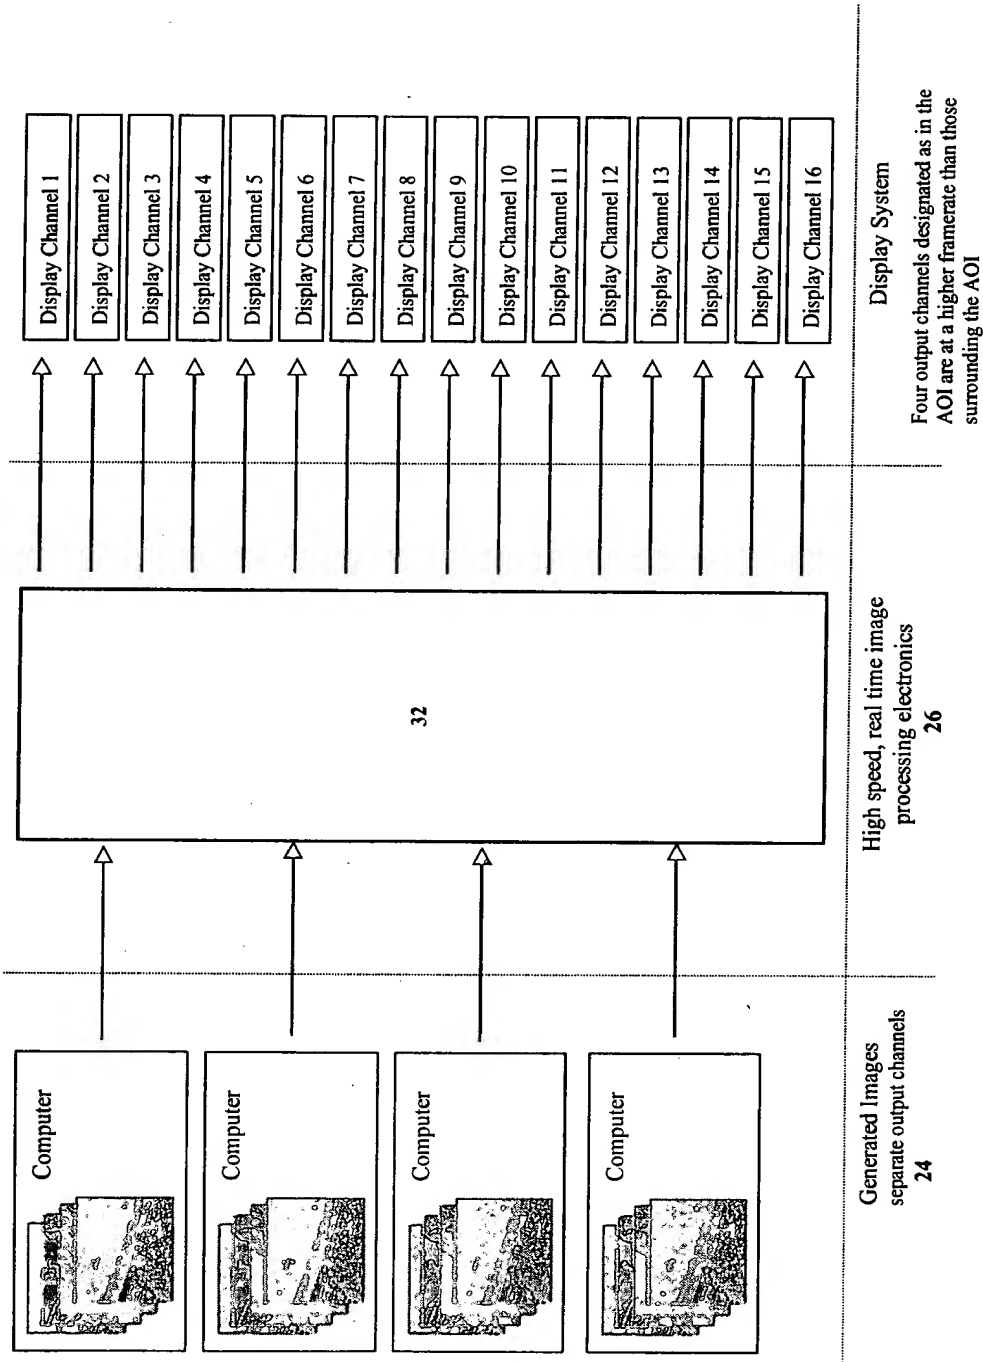 Computer
Computer
Computer
Computer
Generated Images
separate output channels
24
32
High speed, real time image
processing electronics
26
Display Channel 1
Display Channel 2
Display Channel 3
Display Channel 4
Display Channel 5
Display Channel 6
Display Channel 7
Display Channel 8
Display Channel 9
Display Channel 10
Display Channel 11
Display Channel 12
Display Channel 13
Display Channel 14
Display Channel 15
Display Channel 16
Display System
Four output channels designated as in the
AOI are at a higher framerate than those
surrounding the AOI